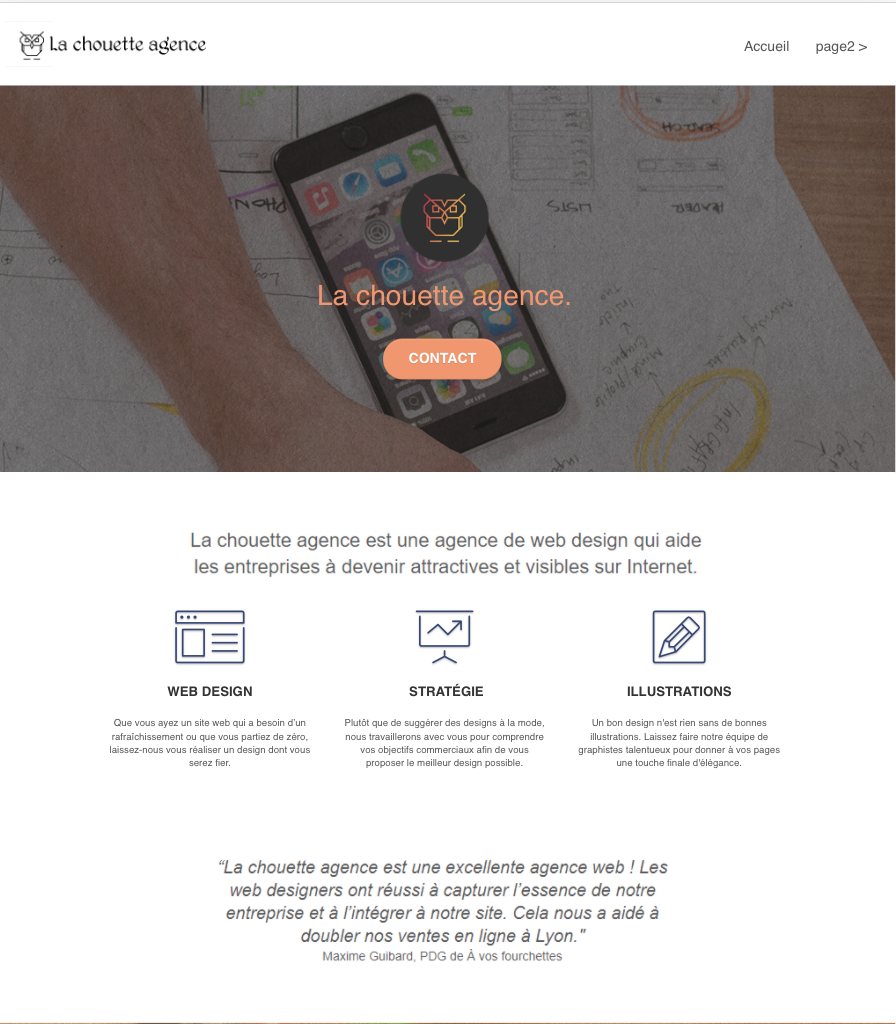 La chouette agence
Accueil page2 >
SEARCH
PHON
LISTS
HEADER
La chouette agence.
CONTACT
La chouette agence est une agence de web design qui aide
les entreprises à devenir attractives et visibles sur Internet.
WEB DESIGN
Que vous ayez un site web qui a besoin d'un
rafraîchissement ou que vous partiez de zéro,
laissez-nous vous réaliser un design dont vous
serez fier.
STRATÉGIE
Plutôt que de suggérer des designs à la mode,
nous travaillerons avec vous pour comprendre
vos objectifs commerciaux afin de vous
proposer le meilleur design possible.
ILLUSTRATIONS
Un bon design n'est rien sans de bonnes
illustrations. Laissez faire notre équipe de
graphistes talentueux pour donner à vos pages
une touche finale d'élégance.
“La chouette agence est une excellente agence web ! Les
web designers ont réussi à capturer l’essence de notre
entreprise et à l’intégrer à notre site. Cela nous a aidé à
doubler nos ventes en ligne à Lyon."
Maxime Guibard, PDG de À vos fourchettes